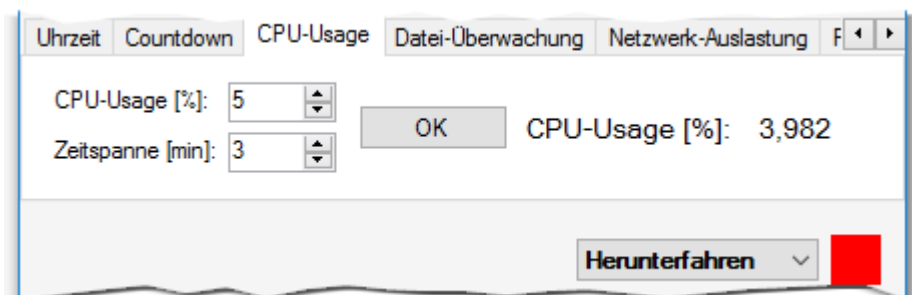 Uhrzeit Countdown CPU-Usage Datei-Überwachung Netzwerk-Auslastung
CPU-Usage [%]: 5
Zeitspanne [min]: 3
OK
CPU-Usage [%]: 3,982
Herunterfahren